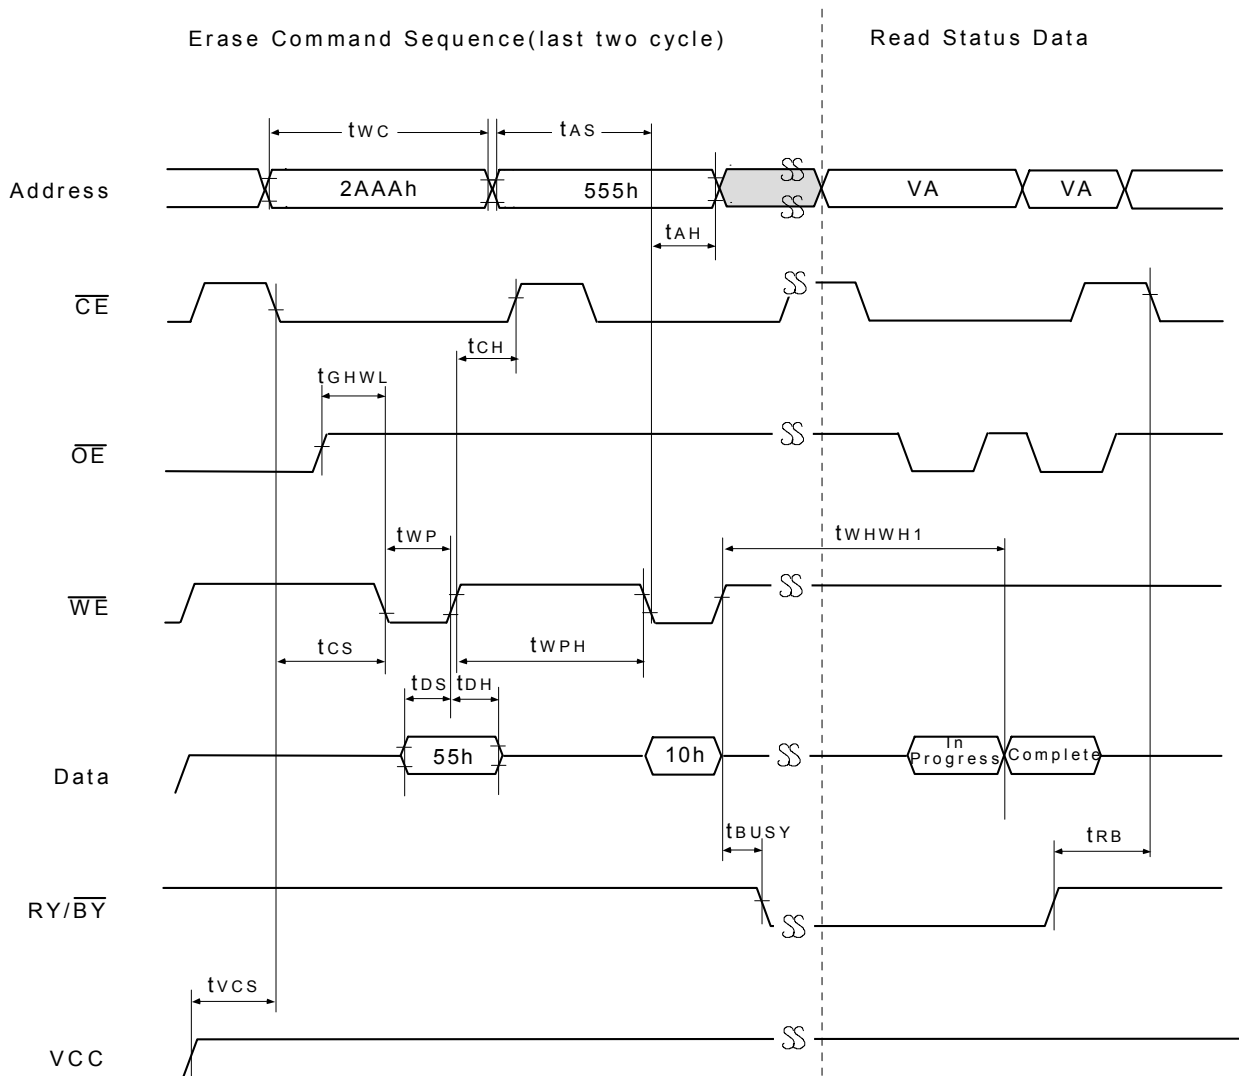 Erase Command Sequence(last two cycle) Read Status Data
tWC tAS
Address 2AAAh 555h VA VA
tAH
CE
tCH
tGHWL
OE
tWP tWHWH1
WE
tCS tWPH
tDS tDH
Data 55h 10h In Progress Complete
tBUSY tRB
RY/BY
tVCS
VCC